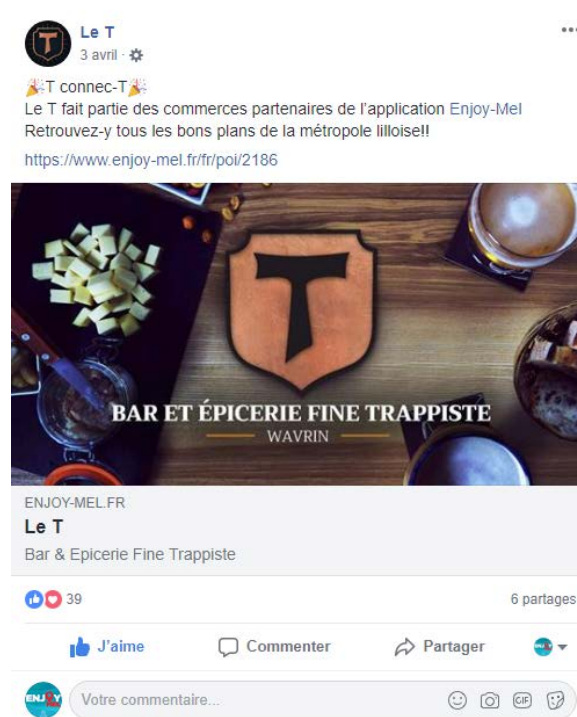 Le T
3 avril ·
T connec-T
Le T fait partie des commerces partenaires de l'application Enjoy-Mel
Retrouvez-y tous les bons plans de la métropole lilloise!!
https://www.enjoy-mel.fr/fr/poi/2186
T
BAR ET ÉPICERIE FINE TRAPPISTE
WAVRIN
ENJOY-MEL.FR
Le T
Bar & Epicerie Fine Trappiste
39 6 partages
J'aime Commenter Partager
ENJOY Votre commentaire... GIF